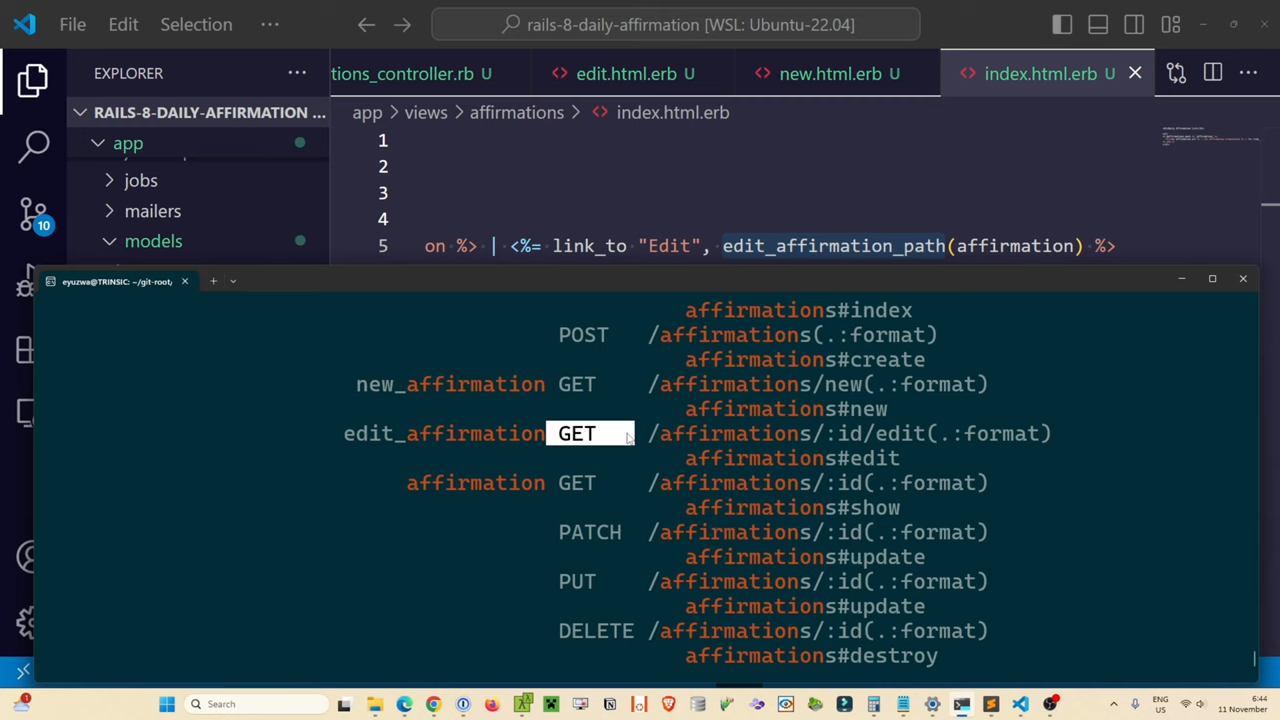 File Edit Selection ··· rails-8-daily-affirmation [WSL: Ubuntu-22.04]
EXPLORER ··· tions_controller.rb U edit.html.erb U new.html.erb U index.html.erb U
RAILS-8-DAILY-AFFIRMATION ...
app > views > affirmations > index.html.erb
app
jobs
mailers
models
1
2
3
4
5 on %> | <%= link_to "Edit", edit_affirmation_path(affirmation) %>
10
eyuzwa@TRINSIC: ~/git-root/
affirmations#index
POST /affirmations(.:format)
affirmations#create
new_affirmation GET /affirmations/new(.:format)
affirmations#new
edit_affirmation GET /affirmations/:id/edit(.:format)
affirmations#edit
affirmation GET /affirmations/:id(.:format)
affirmations#show
PATCH /affirmations/:id(.:format)
affirmations#update
PUT /affirmations/:id(.:format)
affirmations#update
DELETE /affirmations/:id(.:format)
affirmations#destroy
1
Search
ENG
US
6:44
11 November